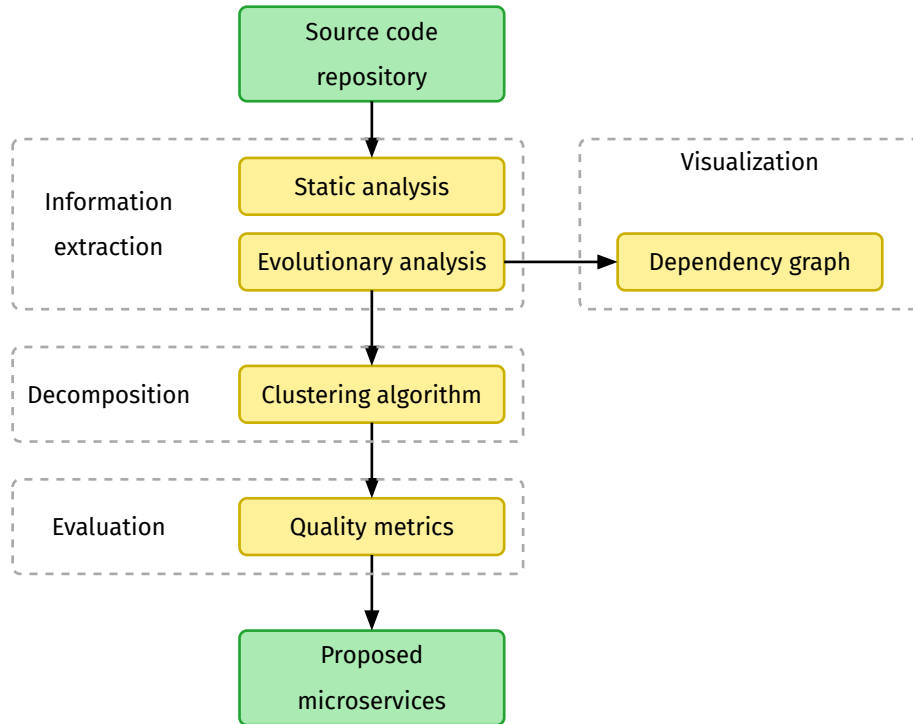 Source code
repository
Information
extraction
Static analysis
Evolutionary analysis
Visualization
Dependency graph
Decomposition
Clustering algorithm
Evaluation
Quality metrics
Proposed
microservices